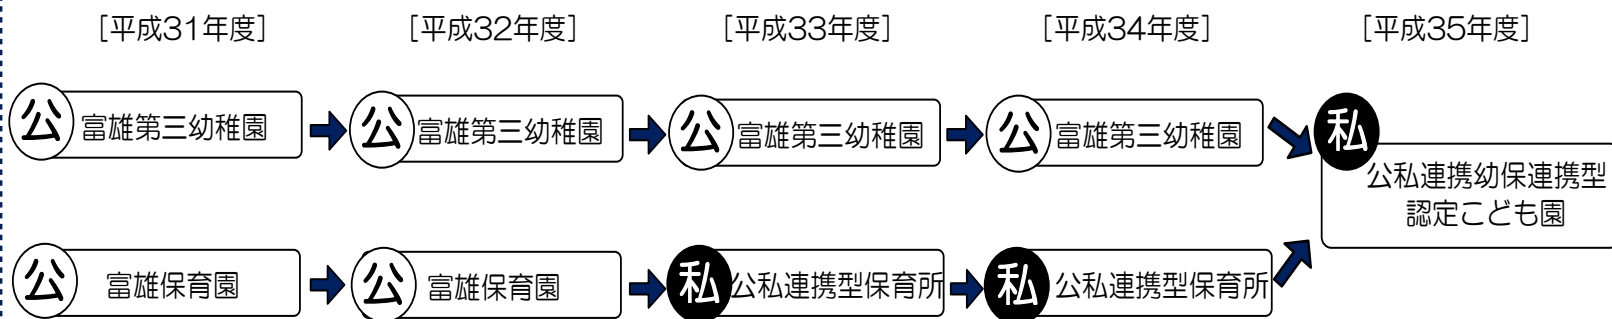 [平成31年度] [平成32年度] [平成33年度] [平成34年度] [平成35年度]
公 富雄第三幼稚園 公 富雄第三幼稚園 公 富雄第三幼稚園 公 富雄第三幼稚園 私
公私連携幼保連携型
認定こども園
公 富雄保育園 公 富雄保育園 私 公私連携型保育所 私 公私連携型保育所